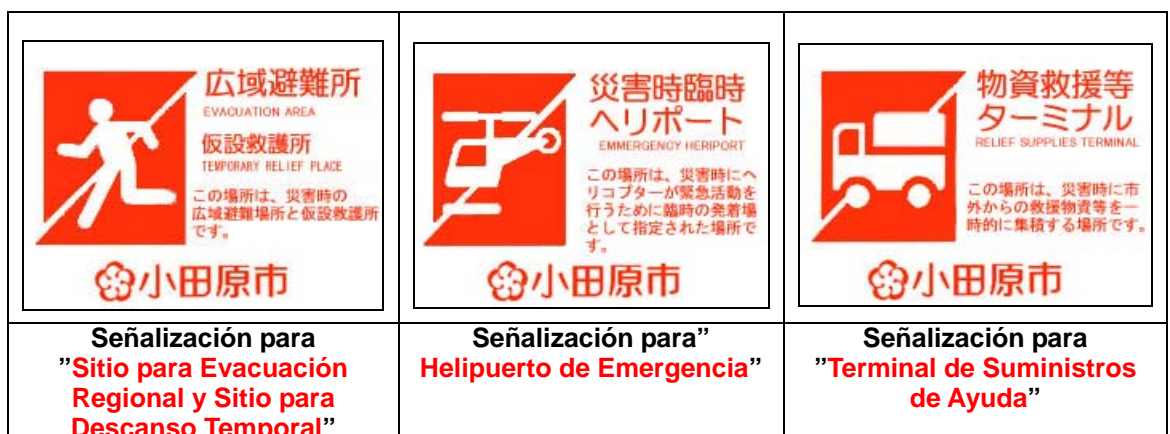 広域避難所
EVACUATION AREA
仮設救護所
TEMPORARY RELIEF PLACE
この場所は、災害時の
広域避難場所と仮設救護所
です。
小田原市
災害時臨時
ヘリポート
EMMERGENCY HERIPORT
この場所は、災害時にヘ
リコプターが緊急活動を
行うために臨時の発着場
として指定された場所で
す。
小田原市
物資救援等
ターミナル
RELIEF SUPPLIES TERMINAL
この場所は、災害時に市
外からの救援物資等を一
時的に集積する場所です。
小田原市
Señalización para
”Sitio para Evacuación
Regional y Sitio para
Descanso Temporal”
Señalización para”
Helipuerto de Emergencia”
Señalización para
”Terminal de Suministros
de Ayuda”